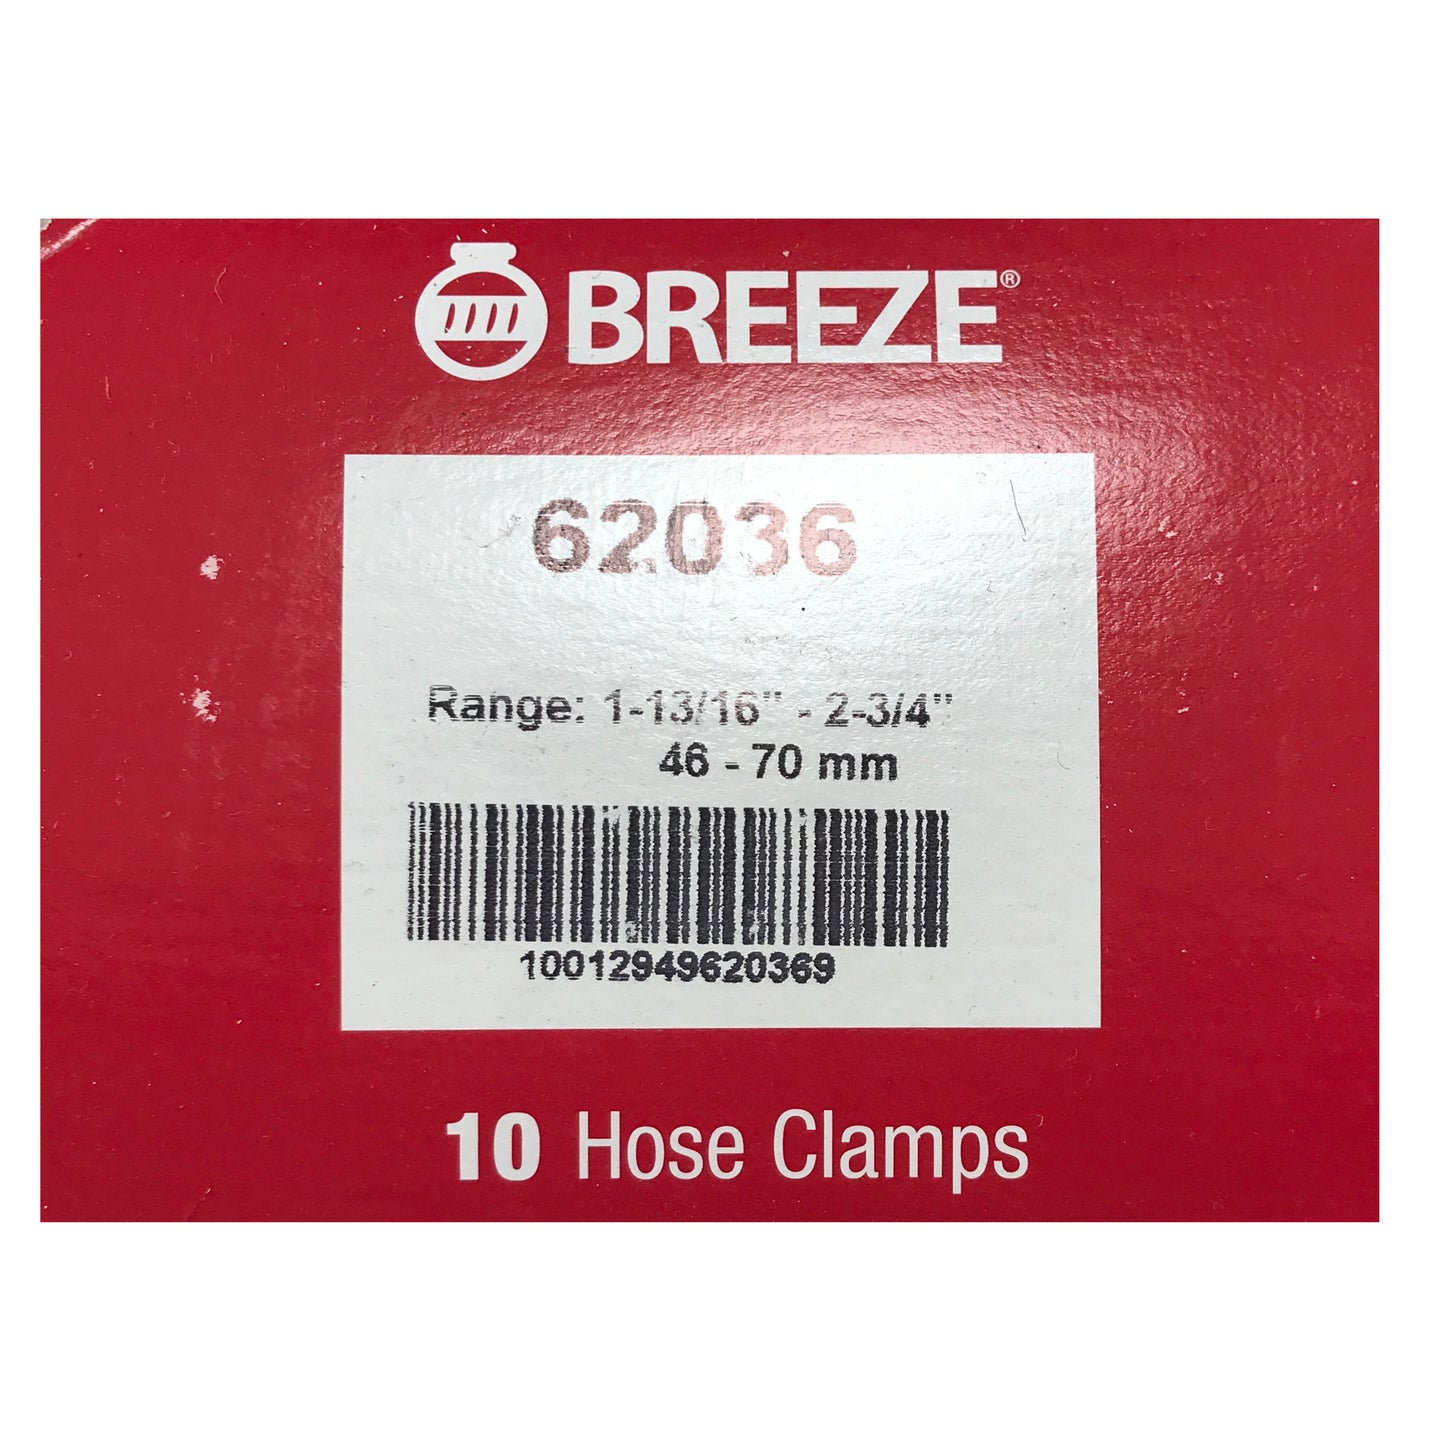 BREEZE®
62036
Range: 1-13/16" - 2-3/4"
46 - 70 mm
10012949620369
10 Hose Clamps